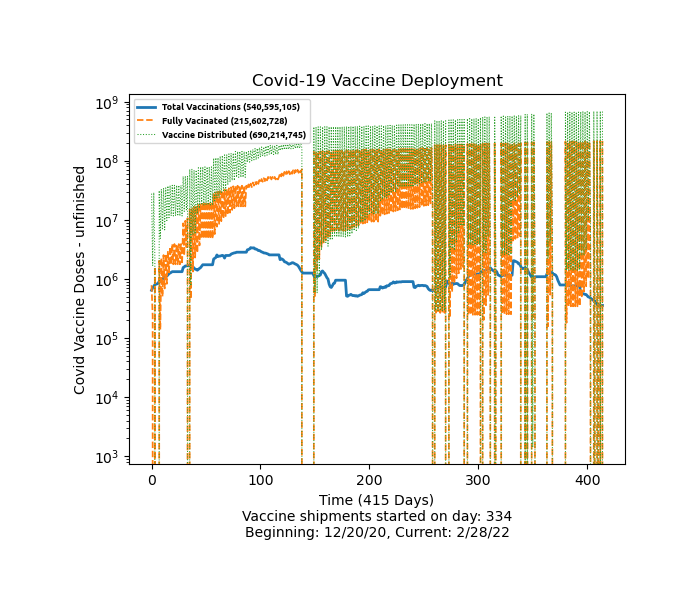 Covid-19 Vaccine Deployment
Total Vaccinations (540,595,105)
Fully Vacinated (215,602,728)
Vaccine Distributed (690,214,745)
Covid Vaccine Doses - unfinished
10⁹
10⁸
10⁷
10⁶
10⁵
10⁴
10³
0 100 200 300 400
Time (415 Days)
Vaccine shipments started on day: 334
Beginning: 12/20/20, Current: 2/28/22